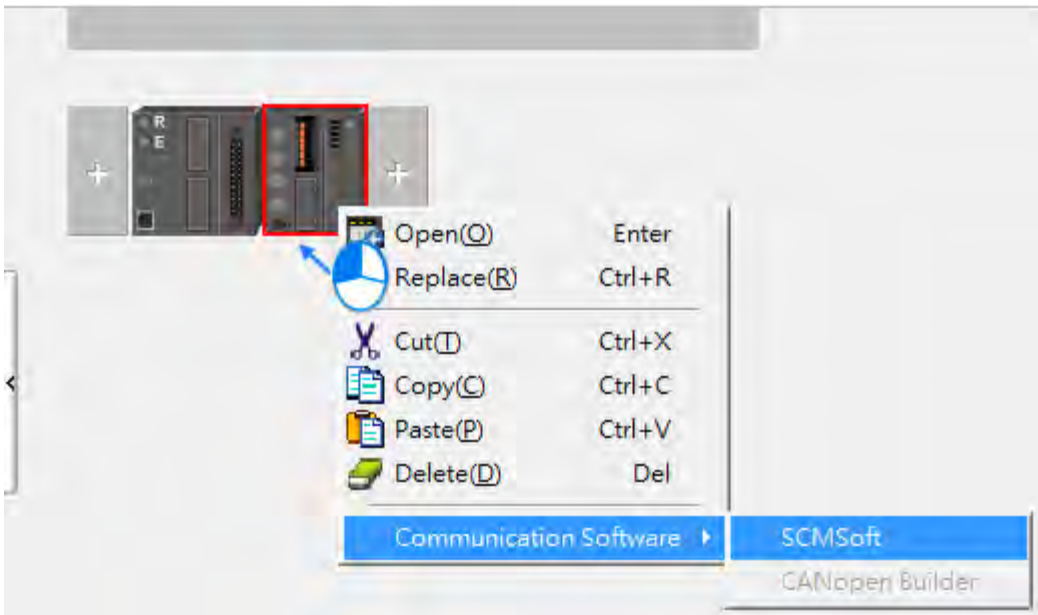 R
E
+
+
Open(O) Enter
Replace(R) Ctrl+R
Cut(T) Ctrl+X
Copy(C) Ctrl+C
Paste(P) Ctrl+V
Delete(D) Del
Communication Software
SCMSoft
CANopen Builder